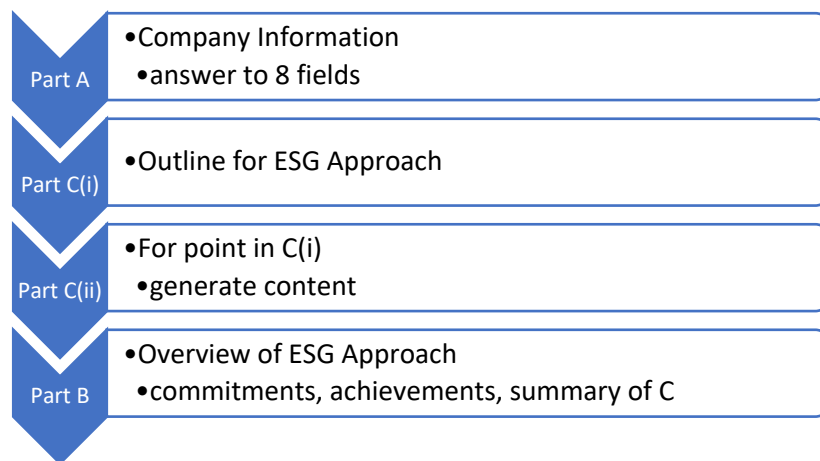 Part A
•Company Information
•answer to 8 fields
Part C(i)
•Outline for ESG Approach
Part C(ii)
•For point in C(i)
•generate content
Part B
•Overview of ESG Approach
•commitments, achievements, summary of C